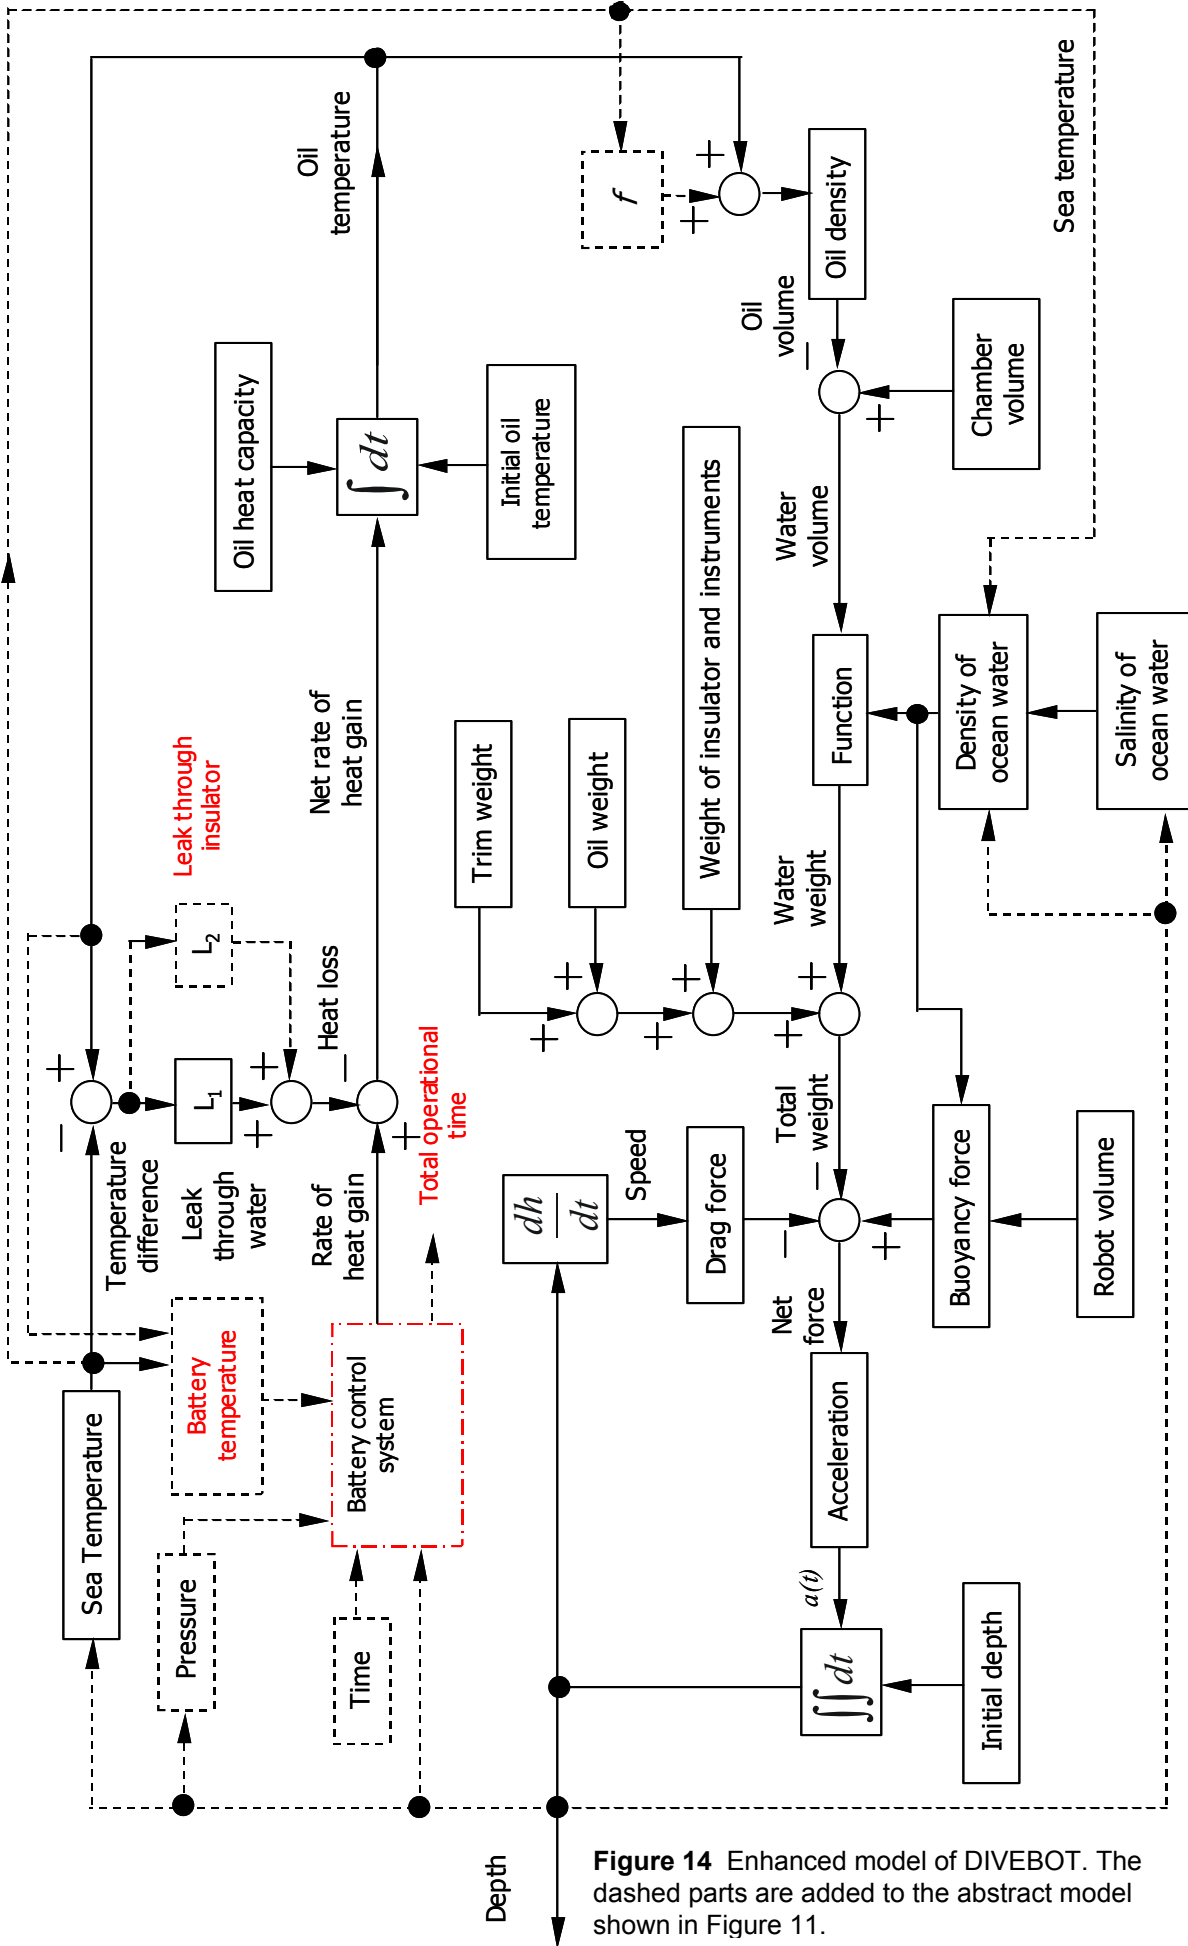 Sea Temperature
Pressure
Time
Battery
temperature
Battery control
system
Total operational
time
Temperature
difference
Leak
through
water
Rate of
heat gain
−
+
L₁
L₂
Leak through
insulator
+
+
Heat loss
−
+
Net rate of
heat gain
Oil heat capacity
∫ dt
Initial oil
temperature
Oil
temperature
f
+
+
Oil density
Sea temperature
Oil
volume
−
+
Chamber
volume
Water
volume
Function
Density of
ocean water
Salinity of
ocean water
Trim weight
Oil weight
Weight of insulator and instruments
Water
weight
+
+
+
+
+
+
Total
weight
−
dh
dt
Speed
Drag force
−
+
Buoyancy force
Robot volume
Net
force
Acceleration
a(t)
∫∫ dt
Initial depth
Depth
Figure 14 Enhanced model of DIVEBOT. The
dashed parts are added to the abstract model
shown in Figure 11.